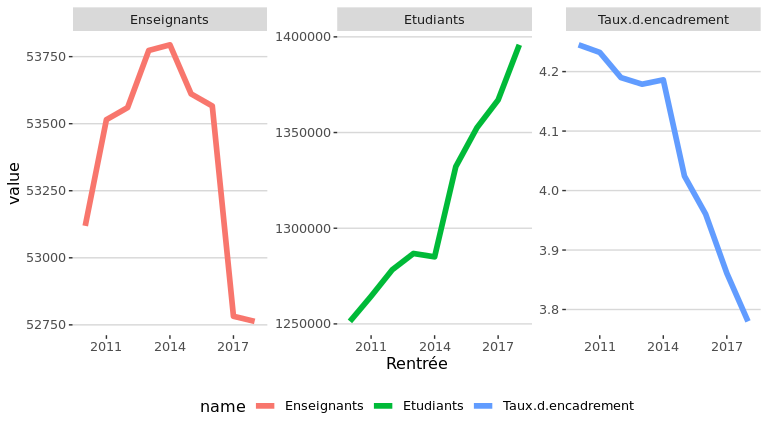 Enseignants
Etudiants
Taux.d.encadrement
value
53750
53500
53250
53000
52750
1400000
1350000
1300000
1250000
4.2
4.1
4.0
3.9
3.8
2011 2014 2017
2011 2014 2017
2011 2014 2017
Rentrée
name Enseignants Etudiants Taux.d.encadrement